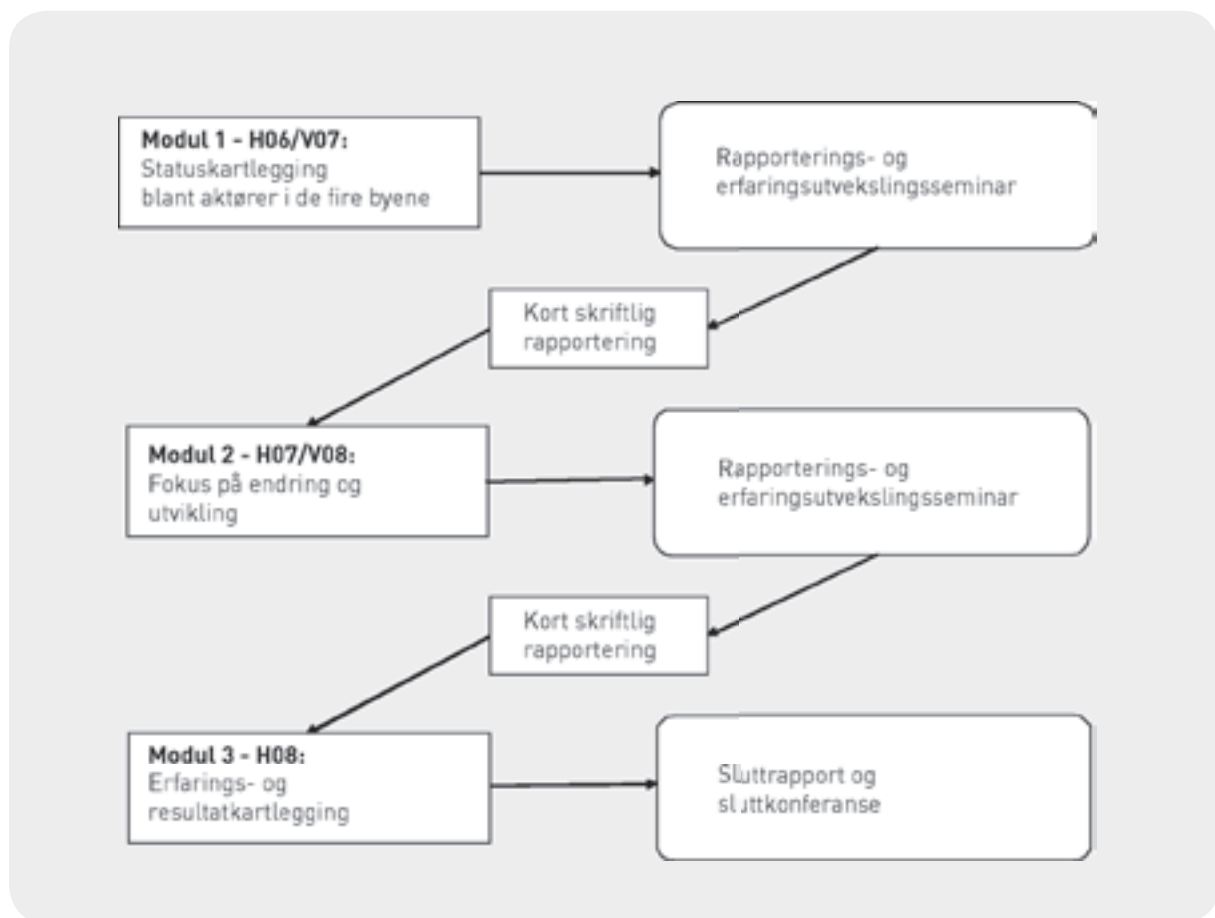 Modul 1 - H06/V07:
Statuskartlegging
blant aktører i de fire byene
Rapporterings- og
erfaringsutvekslingsseminar
Kort skriftlig
rapportering
Modul 2 - H07/V08:
Fokus på endring og
utvikling
Rapporterings- og
erfaringsutvekslingsseminar
Kort skriftlig
rapportering
Modul 3 - H08:
Erfarings- og
resultatkartlegging
Sluttrapport og
sluttkonferanse